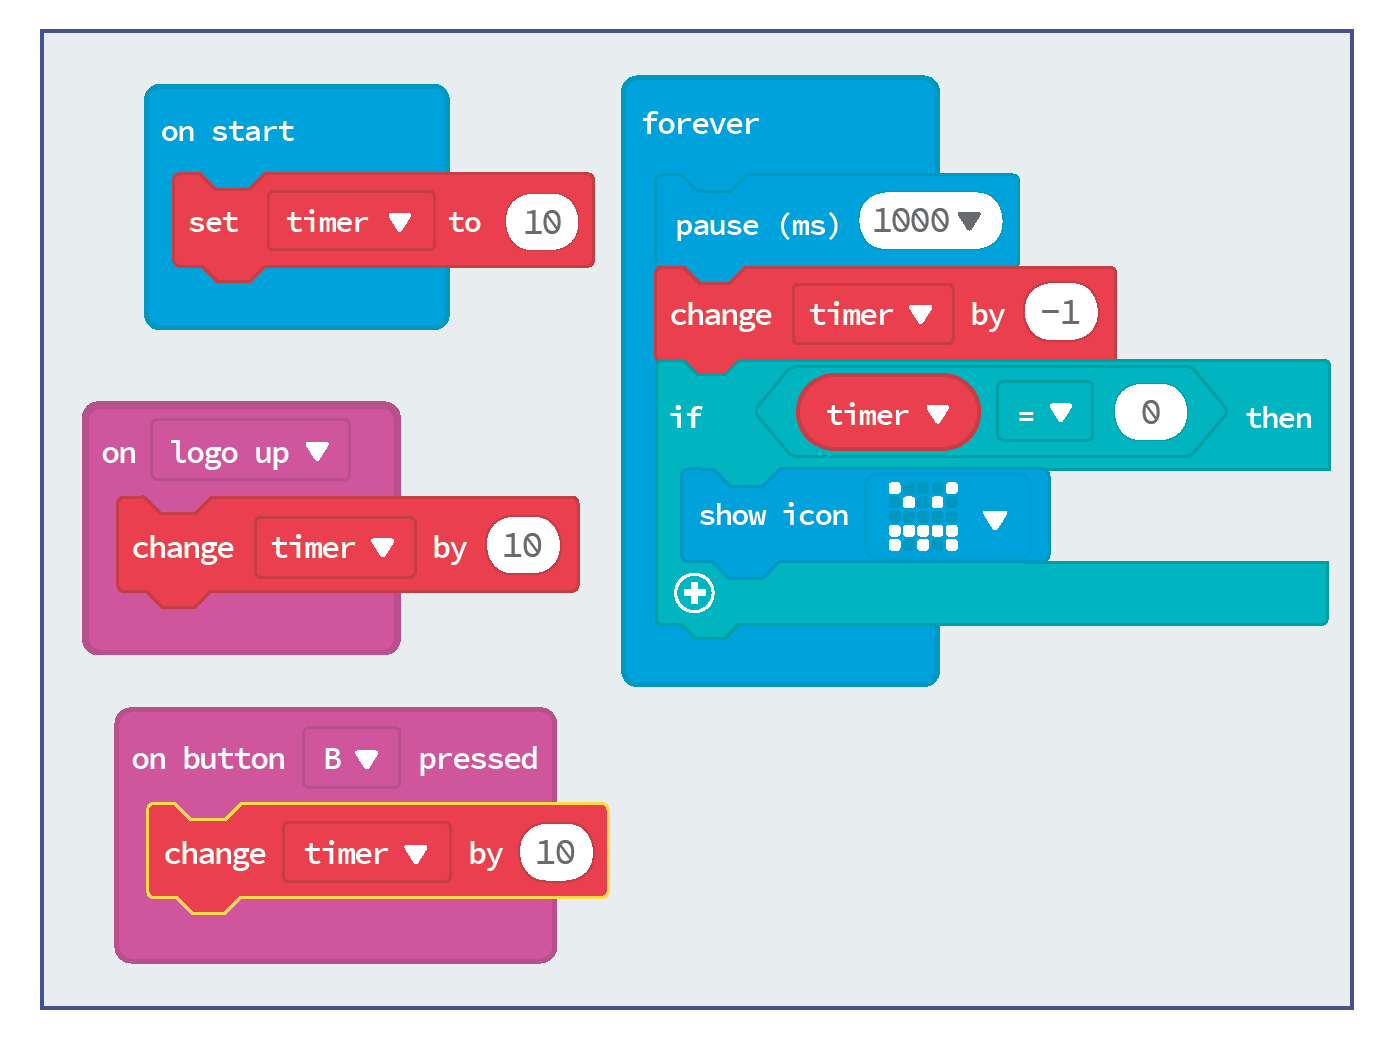 on start
set timer to 10
on logo up
change timer by 10
on button B pressed
change timer by 10
forever
pause (ms) 1000
change timer by -1
if timer = 0 then
show icon